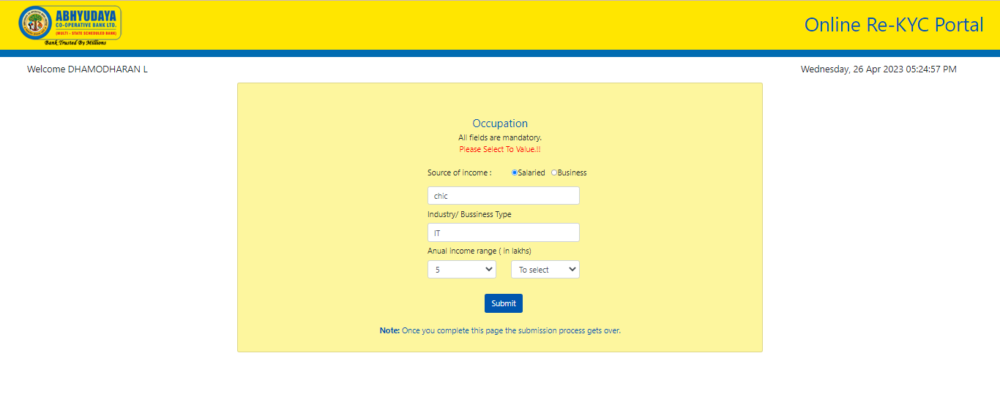 ABHYUDAYA
CO-OPERATIVE BANK LTD.
(MULTI - STATE SCHEDULED BANK)
Bank Trusted By Millions
Online Re-KYC Portal
Welcome DHAMODHARAN L
Wednesday, 26 Apr 2023 05:24:57 PM
Occupation
All fields are mandatory.
Please Select To Value.!!
Source of income : Salaried Business
chic
Industry/ Bussiness Type
IT
Anual income range ( in lakhs)
5 To select
Submit
Note: Once you complete this page the submission process gets over.